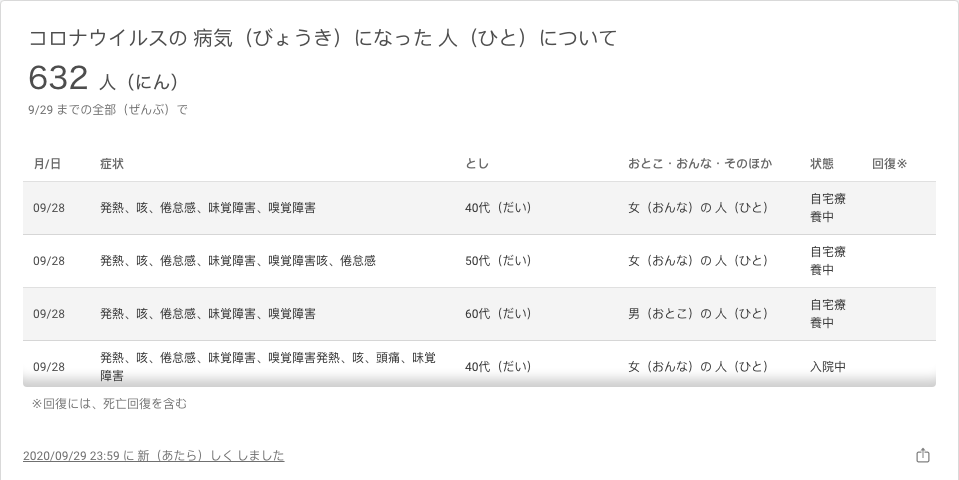 コロナウイルスの 病気（びょうき）になった 人（ひと）について
632 人（にん）
9/29 までの全部（ぜんぶ）で
月/日 症状 とし おとこ・おんな・そのほか 状態 回復※
09/28 発熱、咳、倦怠感、味覚障害、嗅覚障害 40代（だい） 女（おんな）の 人（ひと） 自宅療
養中
09/28 発熱、咳、倦怠感、味覚障害、嗅覚障害咳、倦怠感 50代（だい） 女（おんな）の 人（ひと） 自宅療
養中
09/28 発熱、咳、倦怠感、味覚障害、嗅覚障害 60代（だい） 男（おとこ）の 人（ひと） 自宅療
養中
09/28 発熱、咳、倦怠感、味覚障害、嗅覚障害発熱、咳、頭痛、味覚 40代（だい） 女（おんな）の 人（ひと） 入院中
障害
※回復には、死亡回復を含む
2020/09/29 23:59 に 新（あたら）しく しました